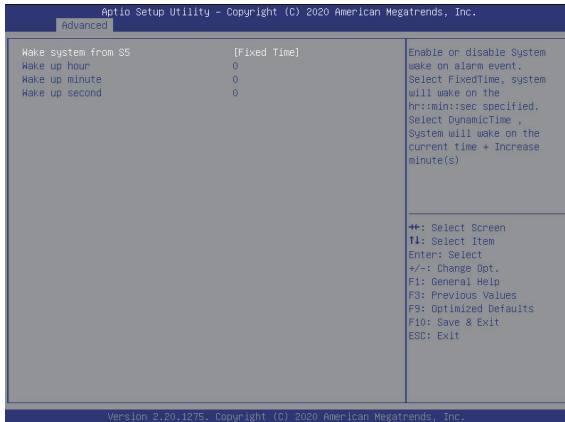 Aptio Setup Utility – Copyright (C) 2020 American Megatrends, Inc.
Advanced
Wake system from S5 [Fixed Time]
Wake up hour 0
Wake up minute 0
Wake up second 0
Enable or disable System
wake on alarm event.
Select FixedTime, system
will wake on the
hr::min::sec specified.
Select DynamicTime ,
System will wake on the
current time + Increase
minute(s)
→←: Select Screen
↑↓: Select Item
Enter: Select
+/-: Change Opt.
F1: General Help
F3: Previous Values
F9: Optimized Defaults
F10: Save & Exit
ESC: Exit
Version 2.20.1275. Copyright (C) 2020 American Megatrends, Inc.